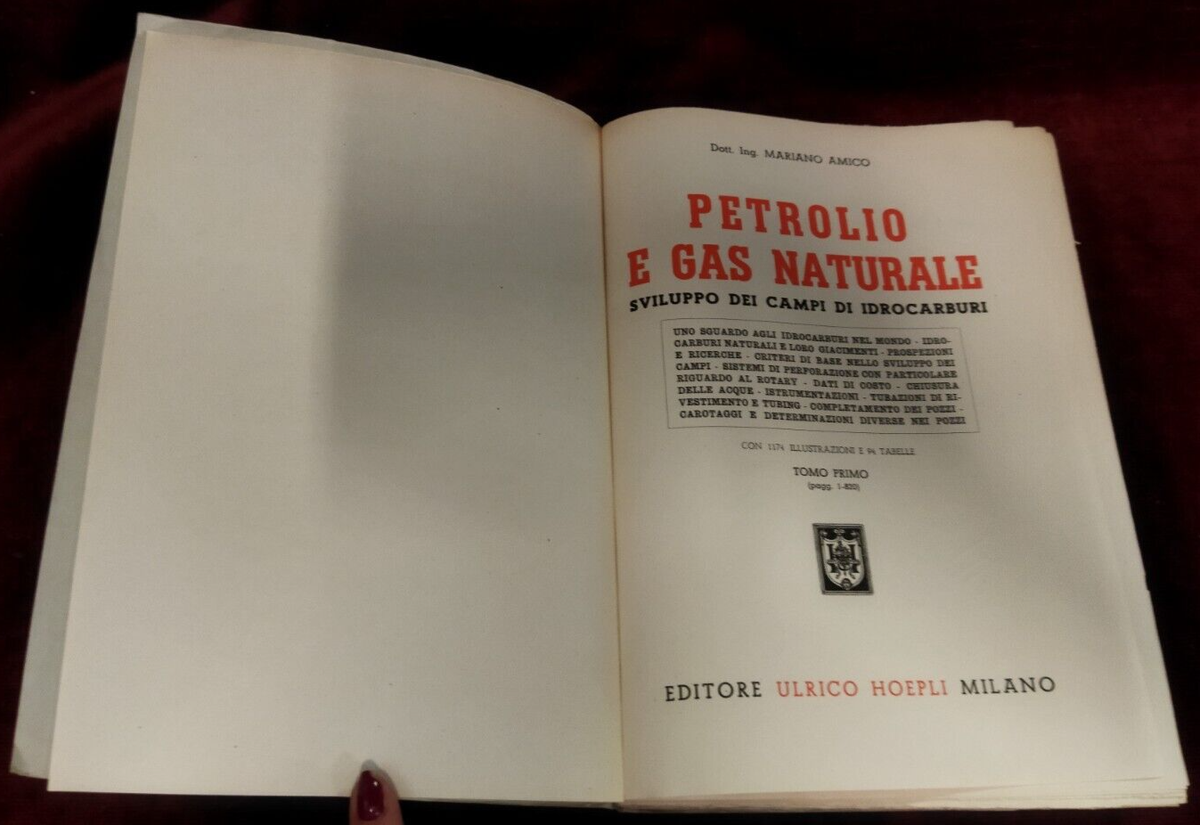 Dott. Ing. MARIANO AMICO
PETROLIO
E GAS NATURALE
SVILUPPO DEI CAMPI DI IDROCARBURI
UNO SGUARDO AGLI IDROCARBURI NEL MONDO - IDRO-
CARBURI NATURALI E LORO GIACIMENTI - PROSPEZIONI
E RICERCHE - CRITERI DI BASE NELLO SVILUPPO DEI
CAMPI - SISTEMI DI PERFORAZIONE CON PARTICOLARE
RIGUARDO AL ROTARY - DATI DI COSTO - CHIUSURA
DELLE ACQUE - ISTRUMENTAZIONI - TUBAZIONI DI RI-
VESTIMENTO E TUBING - COMPLETAMENTO DEI POZZI -
CAROTAGGI E DETERMINAZIONI DIVERSE NEI POZZI
CON 1174 ILLUSTRAZIONI E 94 TABELLE
TOMO PRIMO
(pagg. 1-820)
EDITORE ULRICO HOEPLI MILANO